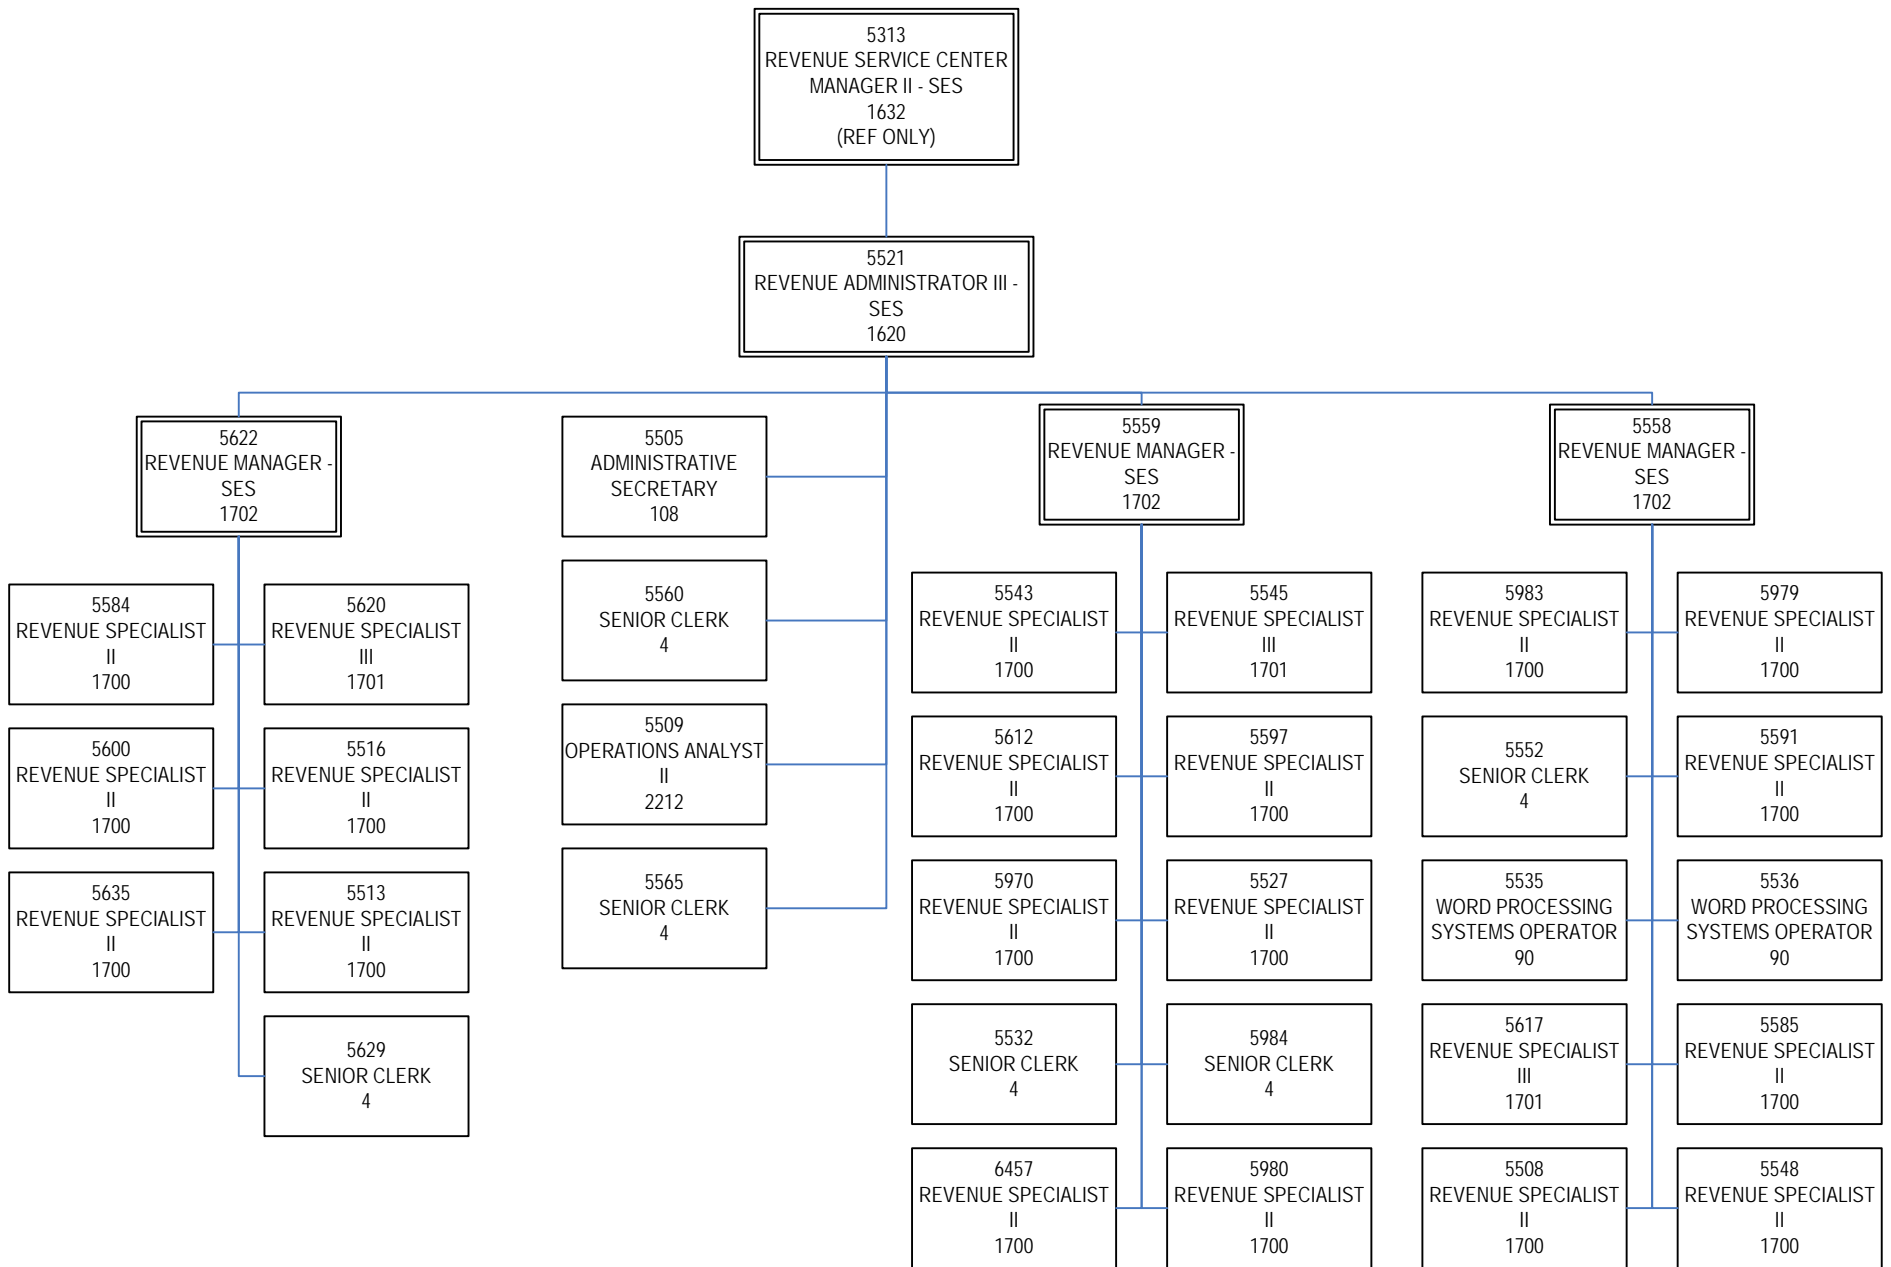 5313
REVENUE SERVICE CENTER
MANAGER II - SES
1632
(REF ONLY)
5521
REVENUE ADMINISTRATOR III -
SES
1620
5622
REVENUE MANAGER -
SES
1702
5505
ADMINISTRATIVE
SECRETARY
108
5559
REVENUE MANAGER -
SES
1702
5558
REVENUE MANAGER -
SES
1702
5584
REVENUE SPECIALIST
II
1700
5620
REVENUE SPECIALIST
III
1701
5560
SENIOR CLERK
4
5543
REVENUE SPECIALIST
II
1700
5545
REVENUE SPECIALIST
III
1701
5983
REVENUE SPECIALIST
II
1700
5979
REVENUE SPECIALIST
II
1700
5600
REVENUE SPECIALIST
II
1700
5516
REVENUE SPECIALIST
II
1700
5509
OPERATIONS ANALYST
II
2212
5612
REVENUE SPECIALIST
II
1700
5597
REVENUE SPECIALIST
II
1700
5552
SENIOR CLERK
4
5591
REVENUE SPECIALIST
II
1700
5635
REVENUE SPECIALIST
II
1700
5513
REVENUE SPECIALIST
II
1700
5565
SENIOR CLERK
4
5970
REVENUE SPECIALIST
II
1700
5527
REVENUE SPECIALIST
II
1700
5535
WORD PROCESSING
SYSTEMS OPERATOR
90
5536
WORD PROCESSING
SYSTEMS OPERATOR
90
5629
SENIOR CLERK
4
5532
SENIOR CLERK
4
5984
SENIOR CLERK
4
5617
REVENUE SPECIALIST
III
1701
5585
REVENUE SPECIALIST
II
1700
6457
REVENUE SPECIALIST
II
1700
5980
REVENUE SPECIALIST
II
1700
5508
REVENUE SPECIALIST
II
1700
5548
REVENUE SPECIALIST
II
1700